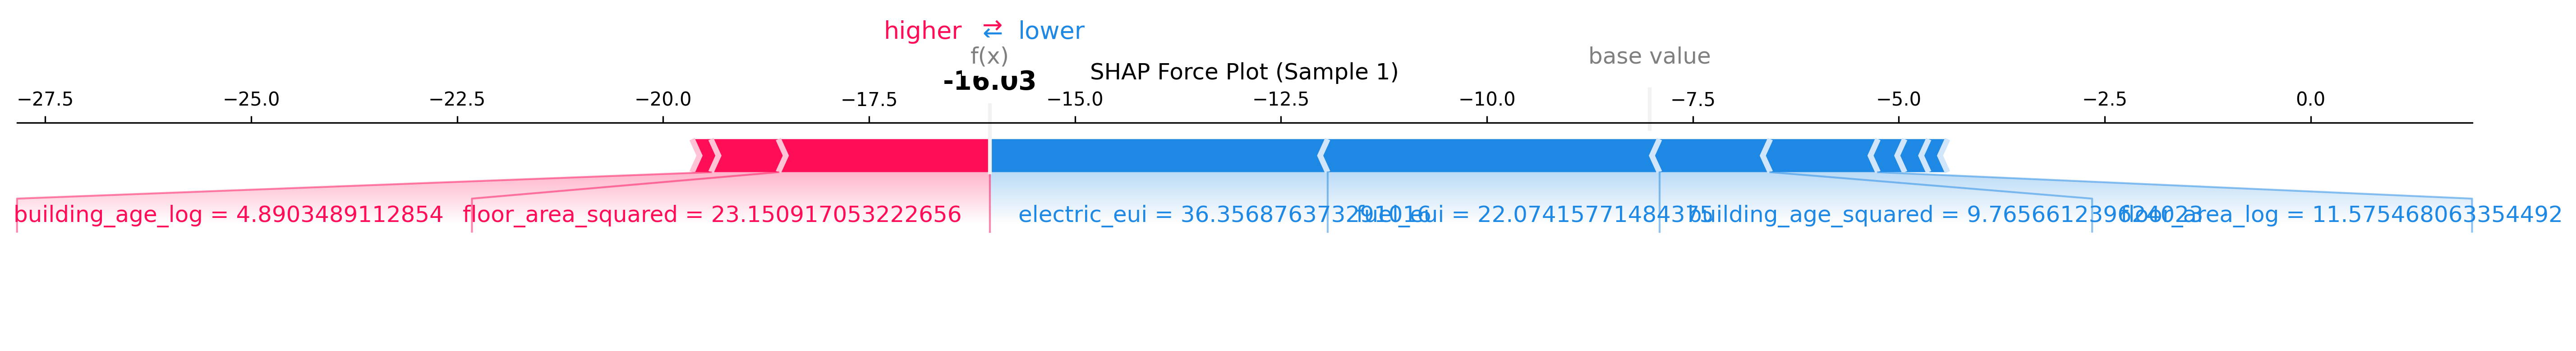 higher ⇄ lower
f(x) base value
-16.03 SHAP Force Plot (Sample 1)
−27.5 −25.0 −22.5 −20.0 −17.5 −15.0 −12.5 −10.0 −7.5 −5.0 −2.5 0.0
building_age_log = 4.8903489112854 floor_area_squared = 23.150917053222656 electric_eui = 36.356876373291016 fuel_eui = 22.07415771484375 building_age_squared = 9.765661239624023 floor_area_log = 11.575468063354492